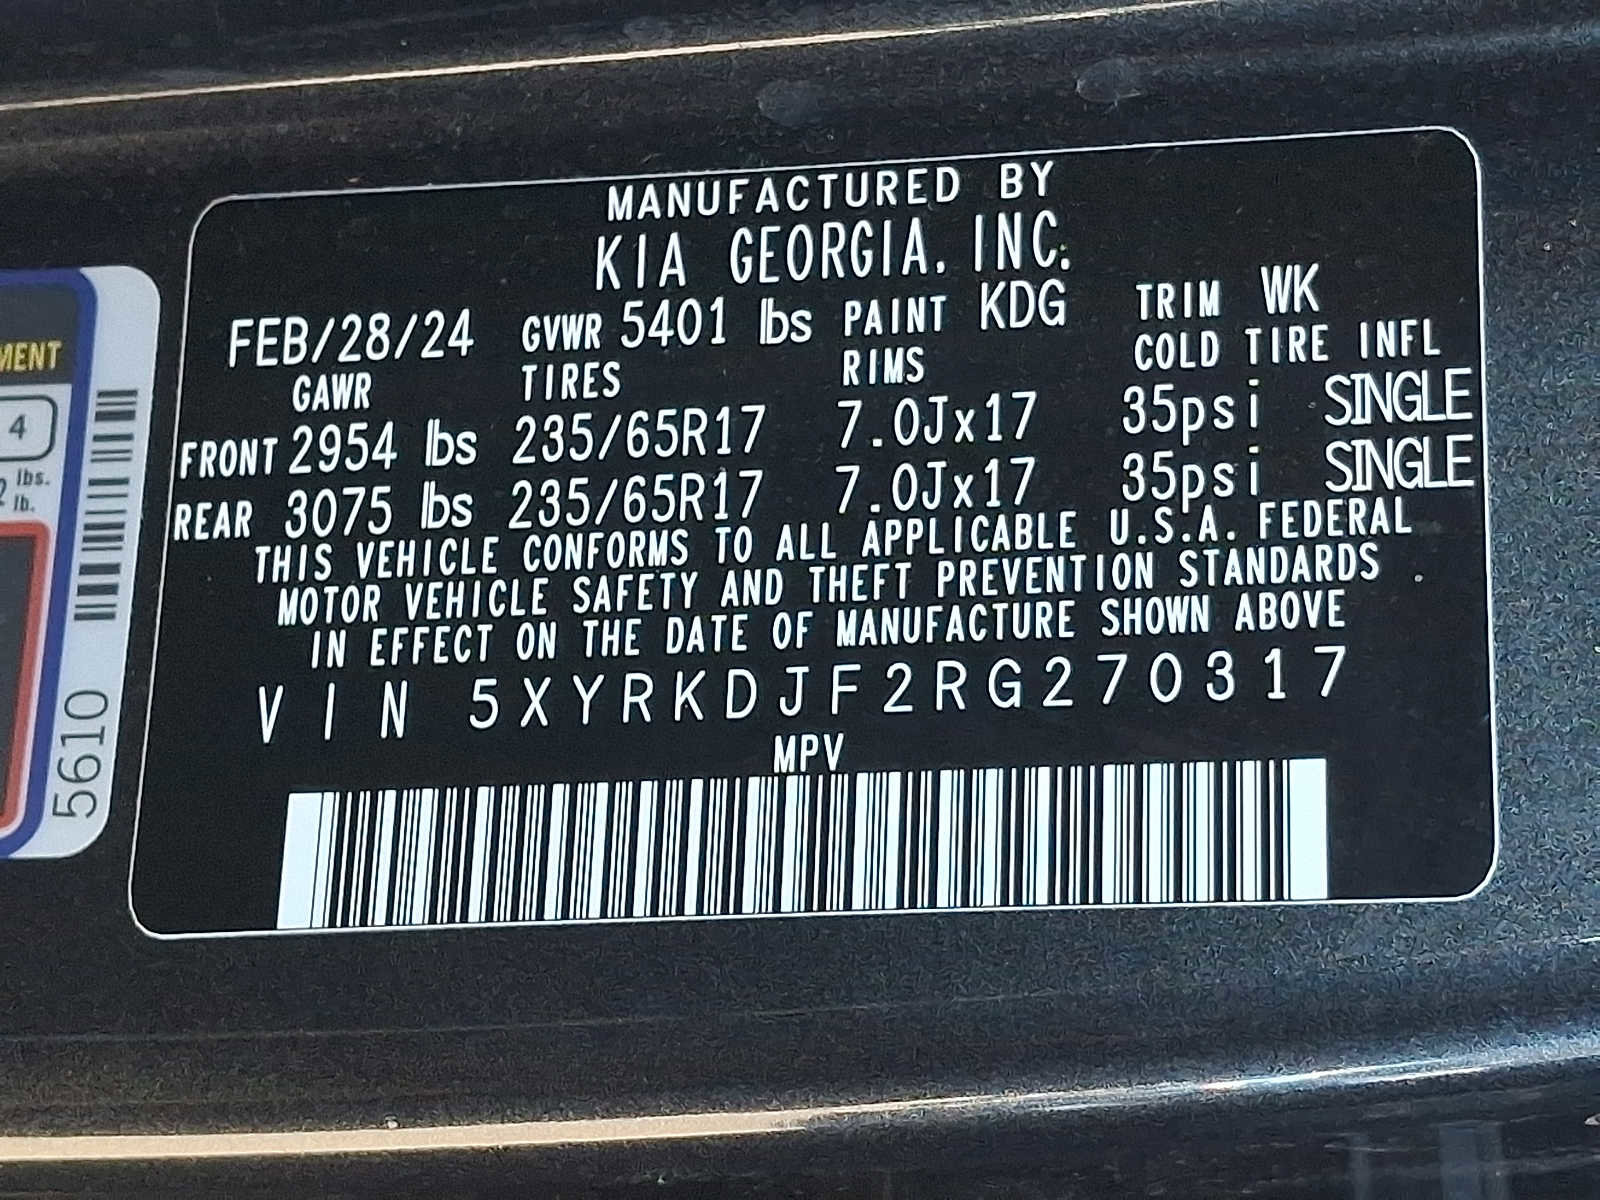 MANUFACTURED BY
KIA GEORGIA, INC.
FEB/28/24 GVWR 5401 lbs PAINT KDG TRIM WK
GAWR TIRES RIMS COLD TIRE INFL
FRONT 2954 lbs 235/65R17 7.0Jx17 35psi SINGLE
REAR 3075 lbs 235/65R17 7.0Jx17 35psi SINGLE
THIS VEHICLE CONFORMS TO ALL APPLICABLE U.S.A. FEDERAL
MOTOR VEHICLE SAFETY AND THEFT PREVENTION STANDARDS
IN EFFECT ON THE DATE OF MANUFACTURE SHOWN ABOVE
VIN 5XYRKDJF2RG270317
MPV
MENT
4
lbs.
lb.
5610